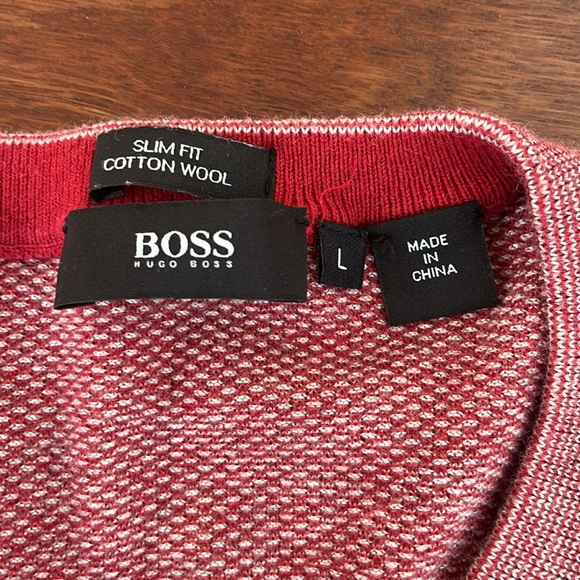 SLIM FIT
COTTON WOOL
BOSS
HUGO BOSS
L
MADE
IN
CHINA